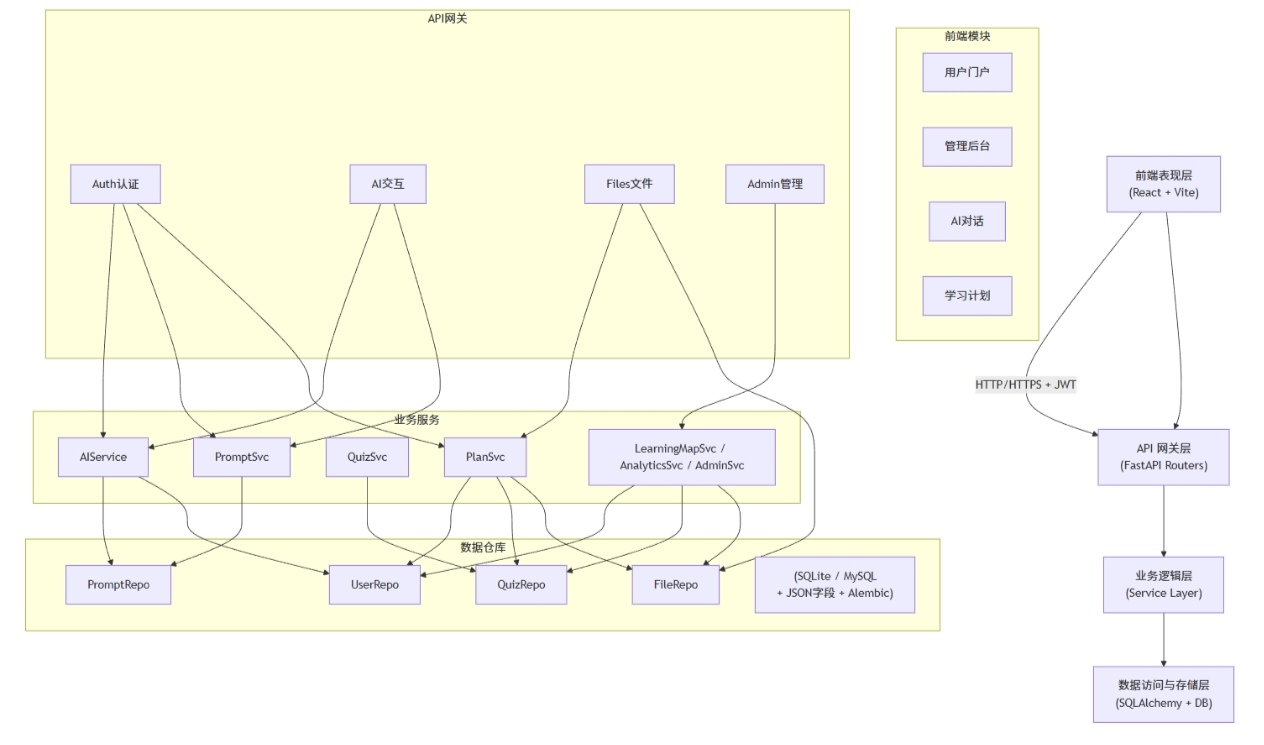 API网关
Auth认证
AI交互
Files文件
Admin管理
前端模块
用户门户
管理后台
AI对话
学习计划
前端表现层
(React + Vite)
HTTP/HTTPS + JWT
API 网关层
(FastAPI Routers)
业务逻辑层
(Service Layer)
数据访问与存储层
(SQLAlchemy + DB)
业务服务
AIService
PromptSvc
QuizSvc
PlanSvc
LearningMapSvc /
AnalyticsSvc / AdminSvc
数据仓库
PromptRepo
UserRepo
QuizRepo
FileRepo
(SQLite / MySQL
+ JSON字段 + Alembic)